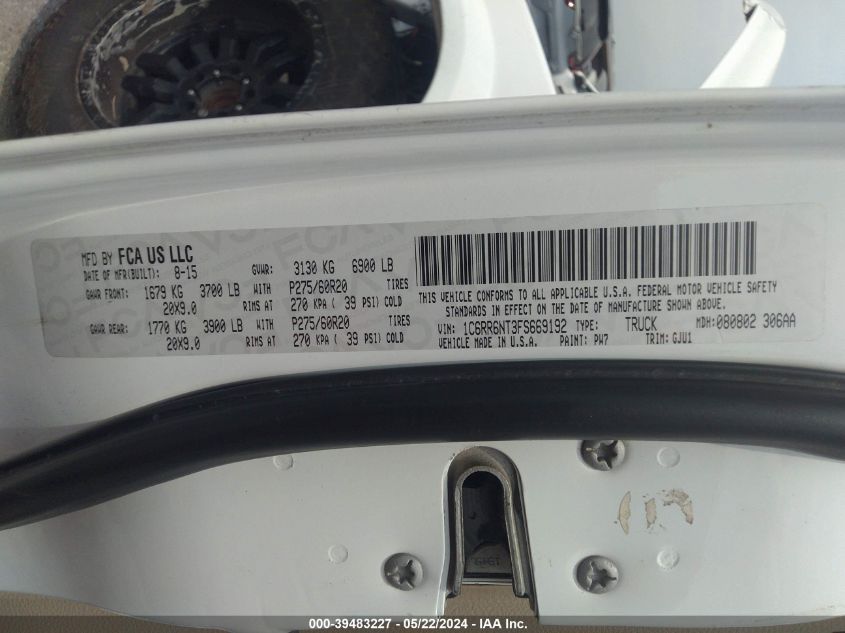 MFD BY FCA US LLC
DATE OF MFR(BUILT): 8-15 GVWR: 3130 KG 6900 LB
GAWR FRONT: 1679 KG 3700 LB WITH P275/60R20 TIRES
20X9.0 RIMS AT 270 KPA ( 39 PSI) COLD
GAWR REAR: 1770 KG 3900 LB WITH P275/60R20 TIRES
20X9.0 RIMS AT 270 KPA ( 39 PSI) COLD
THIS VEHICLE CONFORMS TO ALL APPLICABLE U.S.A. FEDERAL MOTOR VEHICLE SAFETY
STANDARDS IN EFFECT ON THE DATE OF MANUFACTURE SHOWN ABOVE.
VIN: 1C6RR6NT3FS669192 TYPE: TRUCK MDH: 080802 306AA
VEHICLE MADE IN U.S.A. PAINT: PW7 TRIM: GJU1
000-39483227 - 05/22/2024 - IAA Inc.